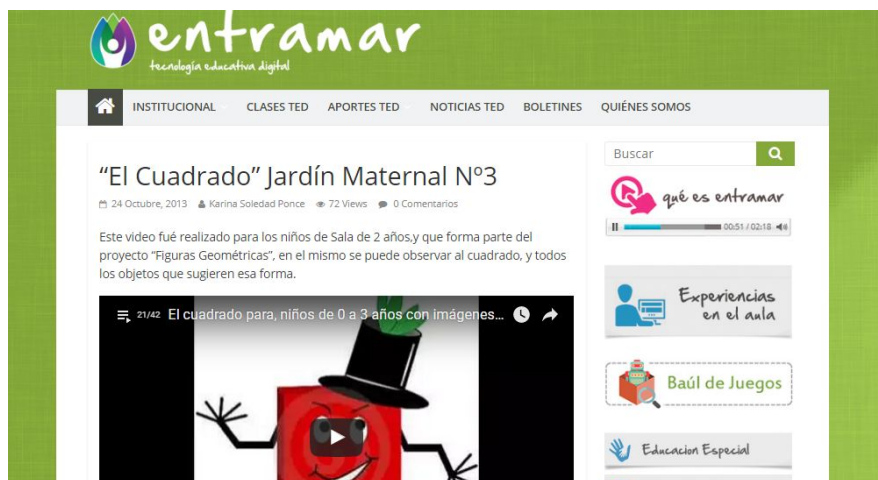 entramar
tecnología educativa digital
INSTITUCIONAL CLASES TED APORTES TED NOTICIAS TED BOLETINES QUIÉNES SOMOS
“El Cuadrado” Jardín Maternal Nº3
24 Octubre, 2013 Karina Soledad Ponce 72 Views 0 Comentarios
Este video fué realizado para los niños de Sala de 2 años,y que forma parte del
proyecto “Figuras Geométricas”, en el mismo se puede observar al cuadrado, y todos
los objetos que sugieren esa forma.
21/42 El cuadrado para, niños de 0 a 3 años con imágenes...
Buscar
qué es entramar
00:51 / 02:18
Experiencias
en el aula
Baúl de Juegos
Educacion Especial